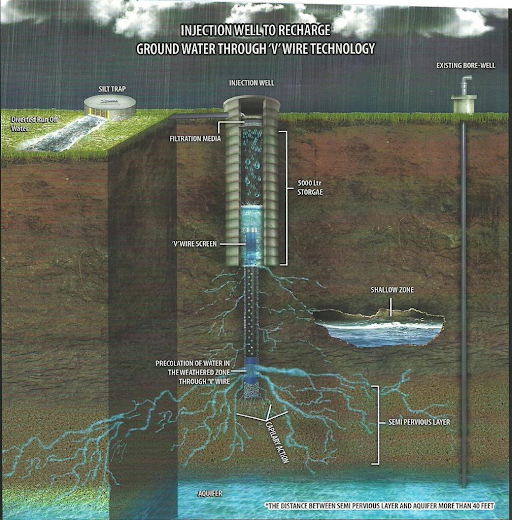 INJECTION WELL TO RECHARGE
GROUND WATER THROUGH 'V' WIRE TECHNOLOGY
EXISTING BORE-WELL
SILT TRAP
INJECTION WELL
Diverted Run Off
Water
FILTRATION MEDIA
5000 Ltr
STORGAE
'V' WIRE SCREEN
SHALLOW ZONE
PRECOLATION OF WATER IN
THE WEATHERED ZONE
THROUGH 'V' WIRE
CAPILARY ACTION
SEMI PERVIOUS LAYER
AQUIFER
*THE DISTANCE BETWEEN SEMI PERVIOUS LAYER AND AQUIFER MORE THAN 40 FEET